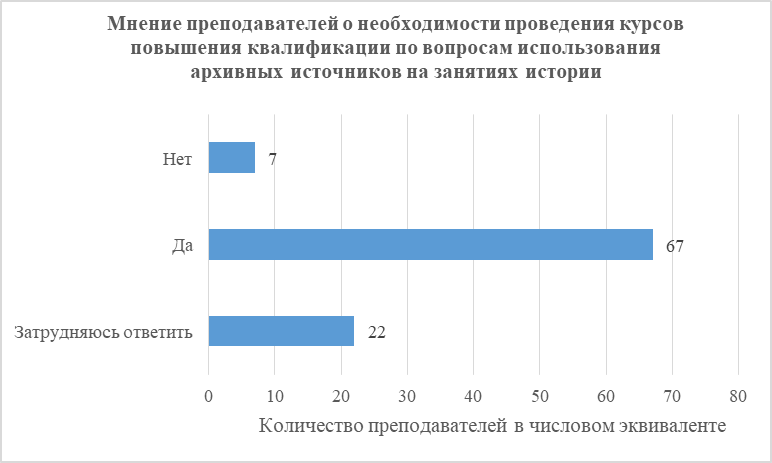 Мнение преподавателей о необходимости проведения курсов
повышения квалификации по вопросам использования
архивных источников на занятиях истории
Нет
7
Да
67
Затрудняюсь ответить
22
0 10 20 30 40 50 60 70 80
Количество преподавателей в числовом эквиваленте